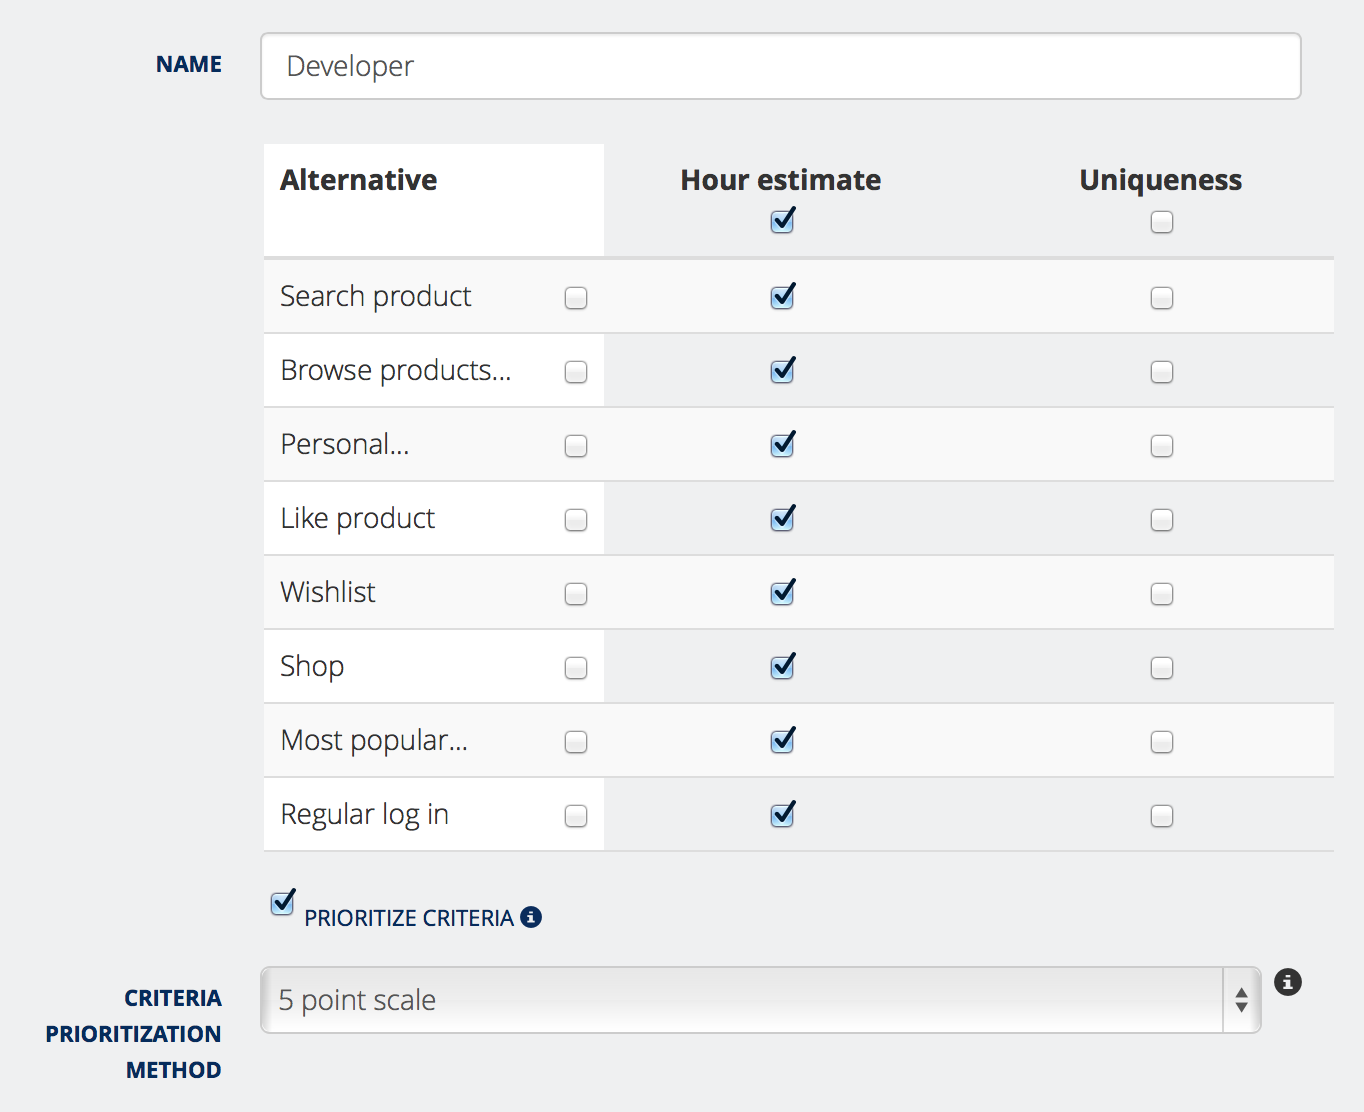 NAME
Developer
Alternative Hour estimate Uniqueness
Search product
Browse products...
Personal...
Like product
Wishlist
Shop
Most popular...
Regular log in
PRIORITIZE CRITERIA
CRITERIA
PRIORITIZATION
METHOD
5 point scale